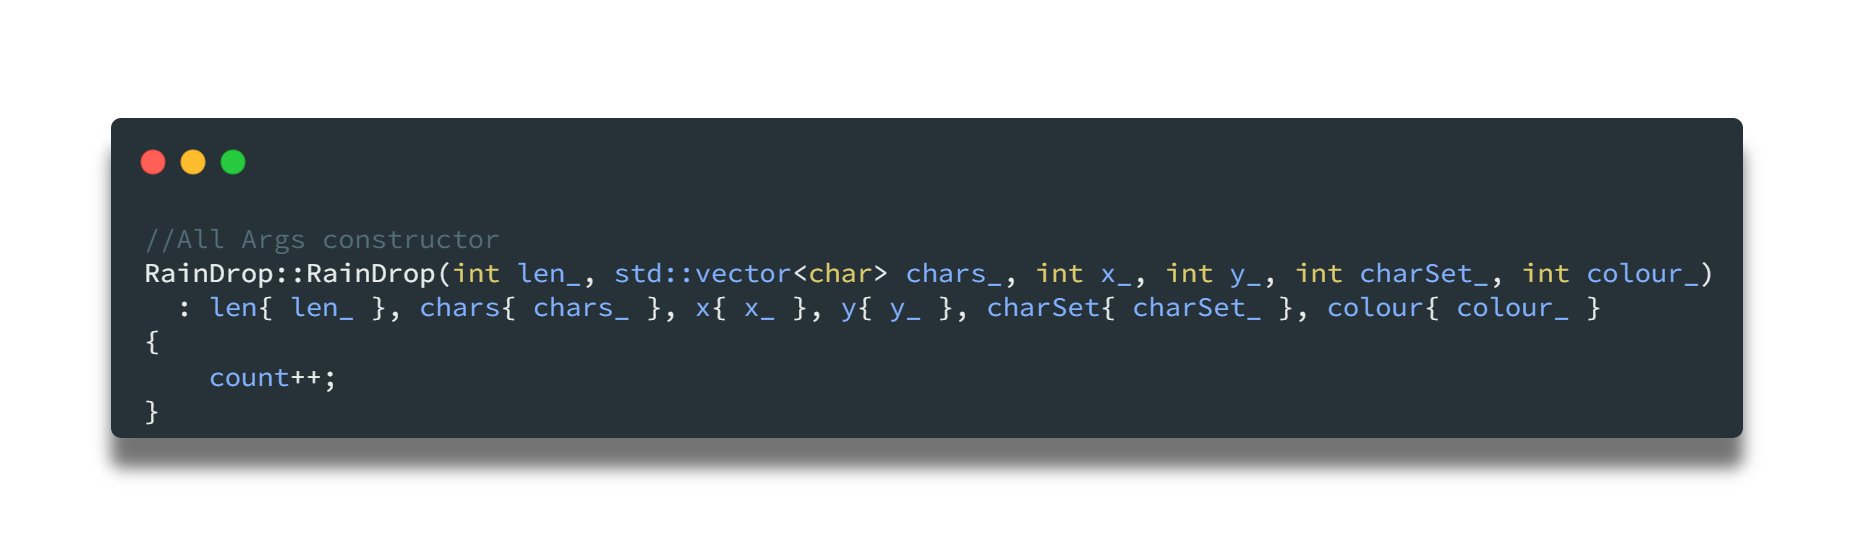 //All Args constructor
RainDrop::RainDrop(int len_, std::vector<char> chars_, int x_, int y_, int charSet_, int colour_)
  : len{ len_ }, chars{ chars_ }, x{ x_ }, y{ y_ }, charSet{ charSet_ }, colour{ colour_ }
{
    count++;
}